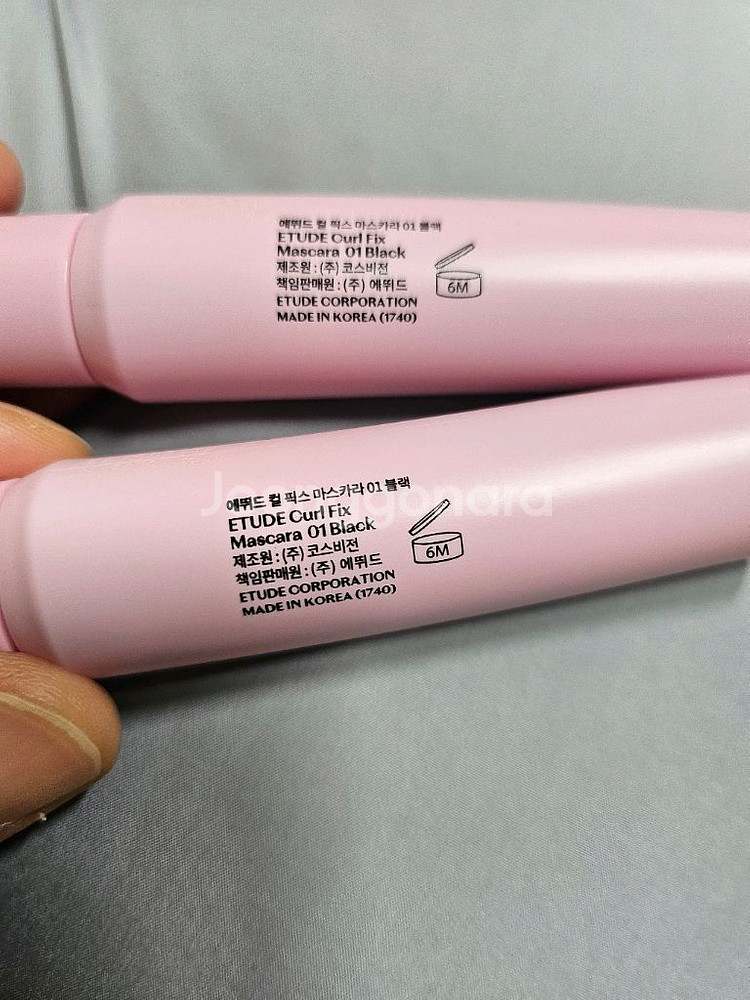 에뛰드 컬 픽스 마스카라 01 블랙
ETUDE Curl Fix
Mascara 01 Black
제조원 : (주) 코스비전
책임판매원 : (주) 에뛰드
ETUDE CORPORATION
MADE IN KOREA (1740)
6M
Joonggonara
에뛰드 컬 픽스 마스카라 01 블랙
ETUDE Curl Fix
Mascara 01 Black
제조원 : (주) 코스비전
책임판매원 : (주) 에뛰드
ETUDE CORPORATION
MADE IN KOREA (1740)
6M